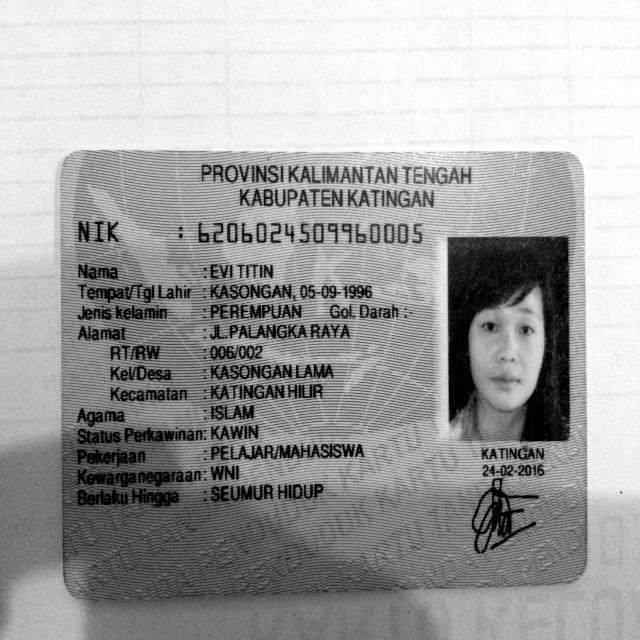 PROVINSI KALIMANTAN TENGAH
KABUPATEN KATINGAN
NIK : 6206024509960005
Nama : EVI TITIN
Tempat/Tgl Lahir : KASONGAN, 05-09-1996
Jenis kelamin : PEREMPUAN Gol. Darah : -
Alamat : JL.PALANGKA RAYA
RT/RW : 006/002
Kel/Desa : KASONGAN LAMA
Kecamatan : KATINGAN HILIR
Agama : ISLAM
Status Perkawinan: KAWIN
Pekerjaan : PELAJAR/MAHASISWA
Kewarganegaraan: WNI
Berlaku Hingga : SEUMUR HIDUP
KATINGAN
24-02-2016